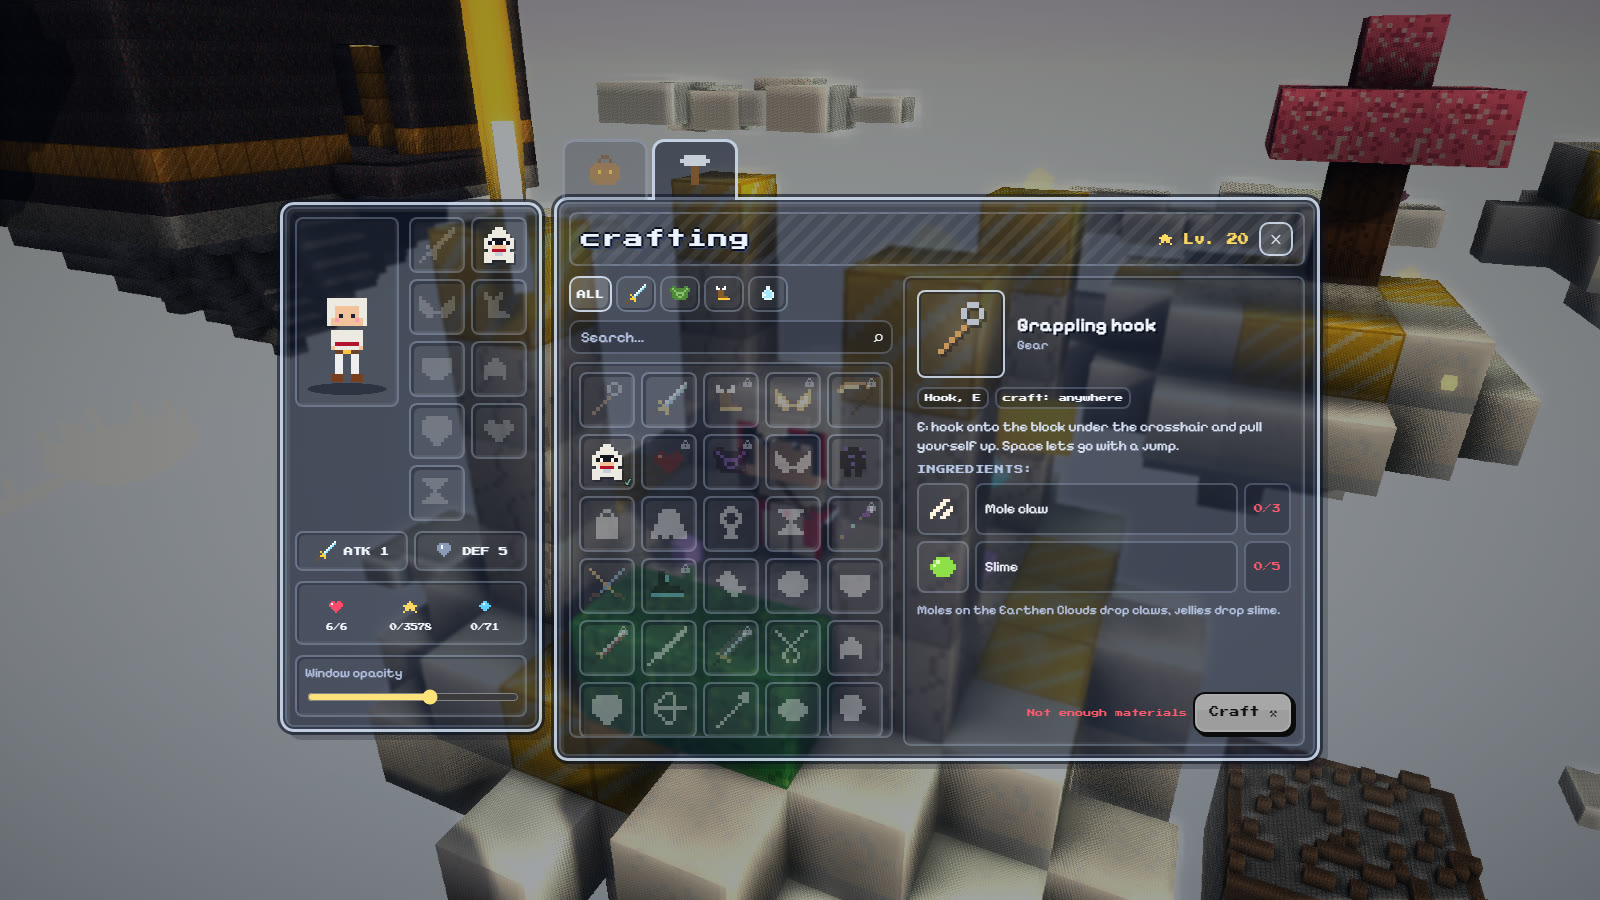 crafting
Lv. 20
ALL
Search...
Grappling hook
Gear
Hook, E
craft: anywhere
E: hook onto the block under the crosshair and pull
yourself up. Space lets go with a jump.
INGREDIENTS:
Mole claw
0/3
Slime
0/5
Moles on the Earthen Clouds drop claws, jellies drop slime.
Not enough materials
Craft
ATK 1
DEF 5
6/6
0/3578
0/71
Window opacity